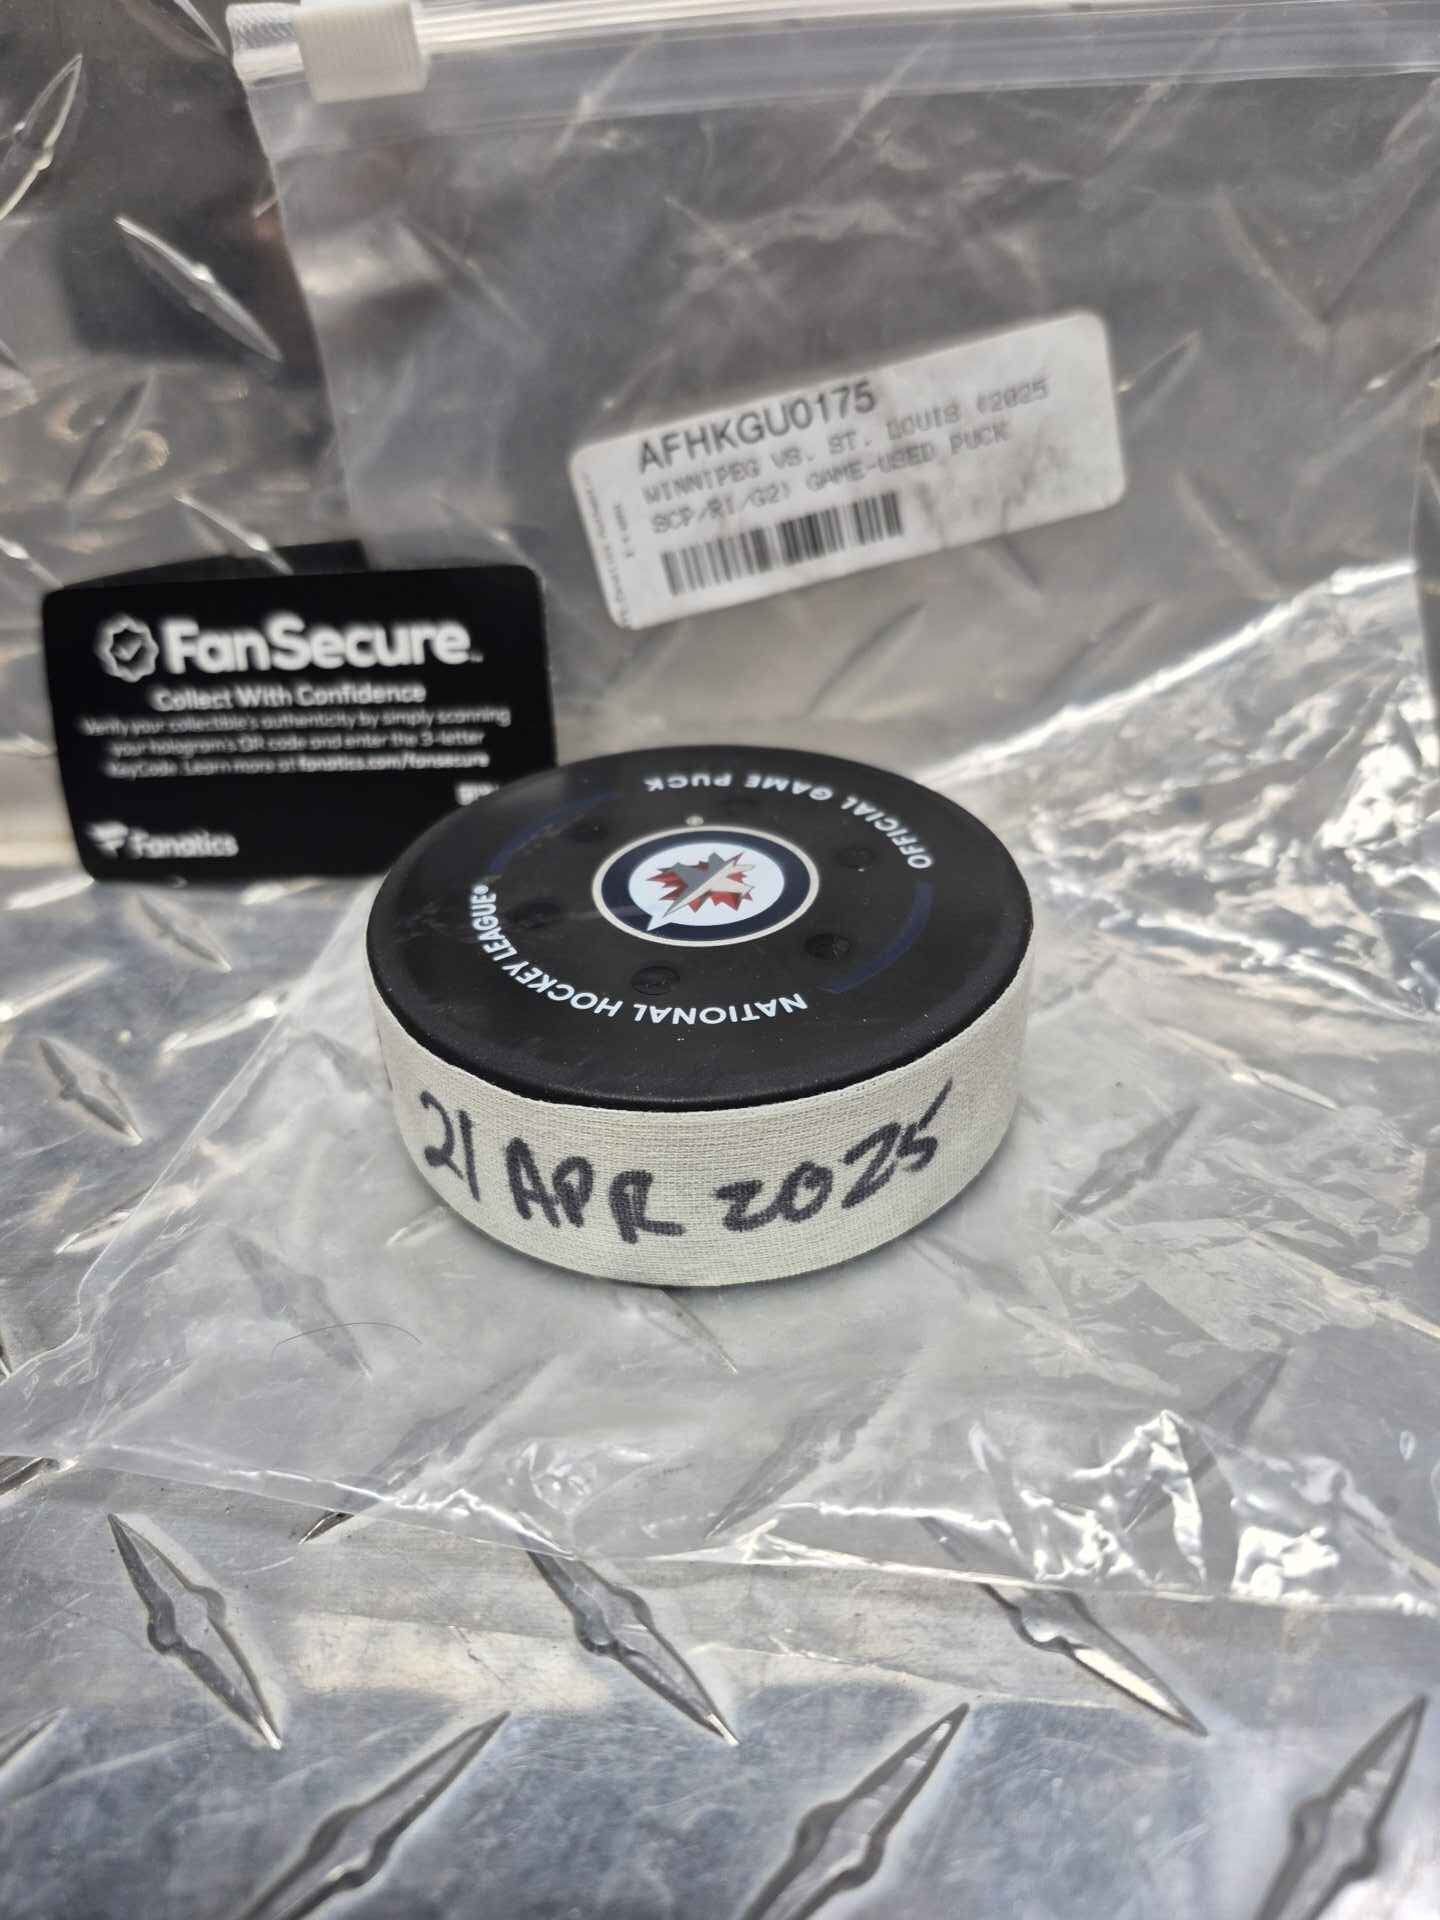 AFHKGU0175
WINNIPEG VS. ST. LOUIS (2025
SCP/R1/G2) GAME-USED PUCK
FanSecure™
Collect With Confidence
Verify your collectible's authenticity by simply scanning
your hologram's QR code and enter the 3-letter
KeyCode. Learn more at fanatics.com/fansecure
Fanatics
OFFICIAL GAME PUCK
NATIONAL HOCKEY LEAGUE®
21 APR 2025